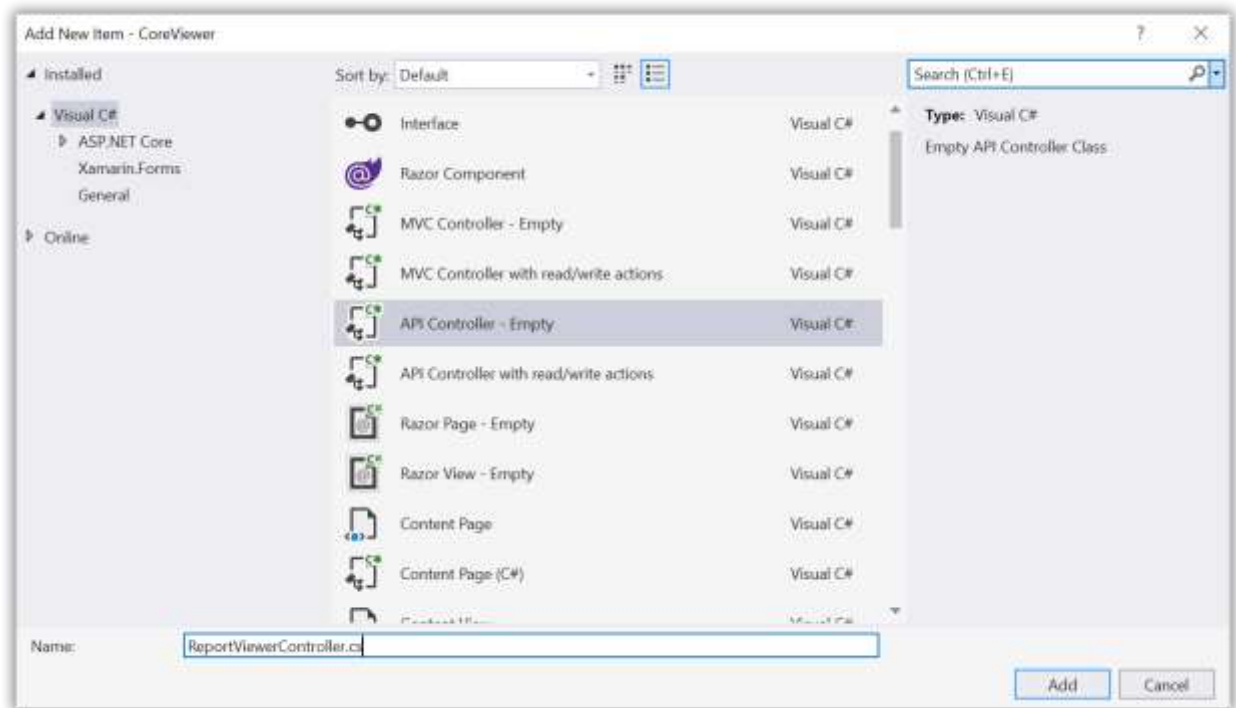 Add New Item - CoreViewer
Installed
Sort by: Default
Search (Ctrl+E)
Visual C#
ASP.NET Core
Xamarin.Forms
General
Online
Interface Visual C#
Razor Component Visual C#
MVC Controller - Empty Visual C#
MVC Controller with read/write actions Visual C#
API Controller - Empty Visual C#
API Controller with read/write actions Visual C#
Razor Page - Empty Visual C#
Razor View - Empty Visual C#
Content Page Visual C#
Content Page (C#) Visual C#
Type: Visual C#
Empty API Controller Class
Name: ReportViewerController.cs
Add Cancel